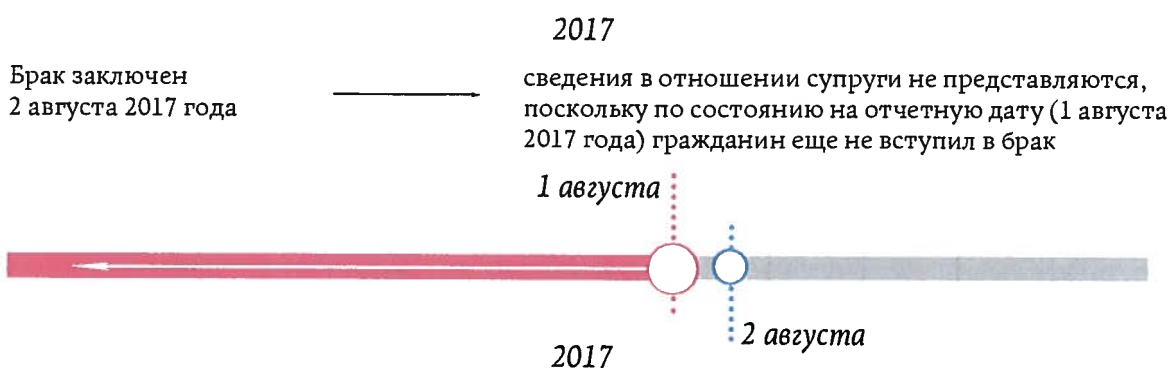 2017
Брак заключен
2 августа 2017 года
сведения в отношении супруги не представляются,
поскольку по состоянию на отчетную дату (1 августа
2017 года) гражданин еще не вступил в брак
1 августа
2 августа
2017